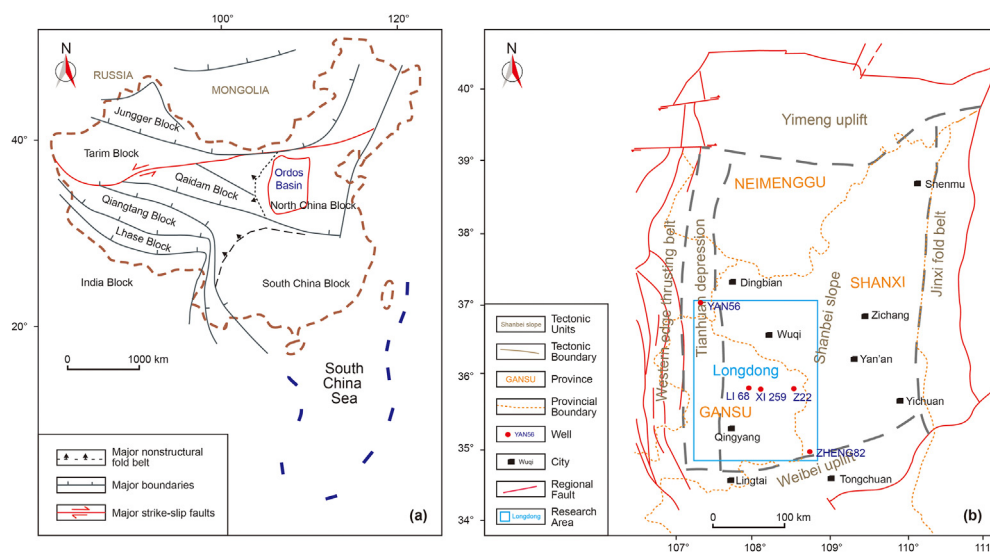 100°
120°
N
RUSSIA
MONGOLIA
Jungger Block
40°
Tarim Block
Qaidam Block
Ordos
Basin
North China Block
Qiangtang Block
Lhase Block
India Block
South China Block
20°
0 1000 km
South
China
Sea
Major nonstructural
fold belt
Major boundaries
Major strike-slip faults
(a)
N
40°
39°
38°
37°
36°
35°
34°
Yimeng uplift
NEIMENGGU
Shenmu
Western edge thrusting belt
Tianhuan depression
Shanbei slope
Jinxi fold belt
Dingbian
SHANXI
YAN56
Zichang
Wuqi
Yan'an
Longdong
LI 68
XI 259
Z22
Yichuan
GANSU
Qingyang
ZHENG82
Weibei uplift
Lingtai
Tongchuan
0 100 km
(b)
107°
108°
109°
110°
111
Shanbei slope
Tectonic
Units
Tectonic
Boundary
GANSU
Province
Provincial
Boundary
YAN56
Well
Wuqi
City
Regional
Fault
Longdong
Research
Area